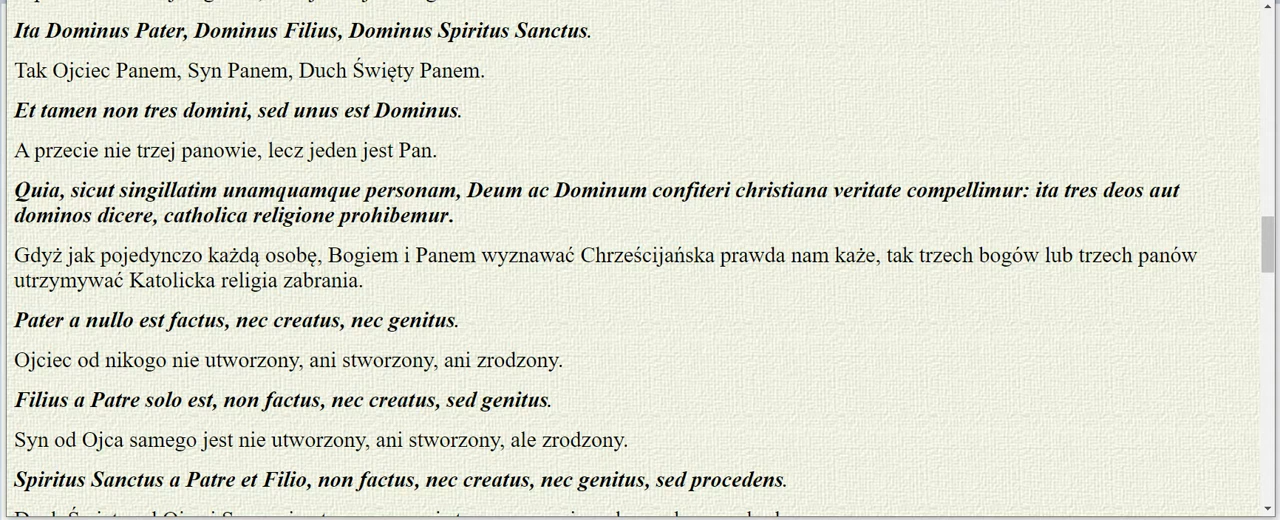 Ita Dominus Pater, Dominus Filius, Dominus Spiritus Sanctus.
Tak Ojciec Panem, Syn Panem, Duch Święty Panem.
Et tamen non tres domini, sed unus est Dominus.
A przecie nie trzej panowie, lecz jeden jest Pan.
Quia, sicut singillatim unamquamque personam, Deum ac Dominum confiteri christiana veritate compellimur: ita tres deos aut
dominos dicere, catholica religione prohibemur.
Gdyż jak pojedynczo każdą osobę, Bogiem i Panem wyznawać Chrześcijańska prawda nam każe, tak trzech bogów lub trzech panów
utrzymywać Katolicka religia zabrania.
Pater a nullo est factus, nec creatus, nec genitus.
Ojciec od nikogo nie utworzony, ani stworzony, ani zrodzony.
Filius a Patre solo est, non factus, nec creatus, sed genitus.
Syn od Ojca samego jest nie utworzony, ani stworzony, ale zrodzony.
Spiritus Sanctus a Patre et Filio, non factus, nec creatus, nec genitus, sed procedens.